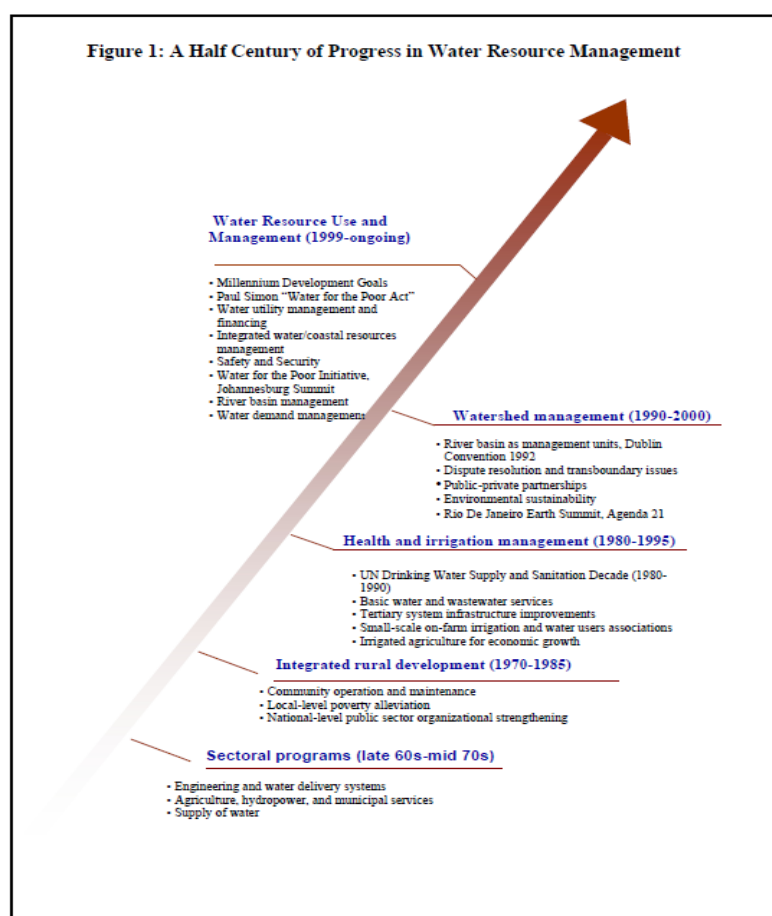 Figure 1: A Half Century of Progress in Water Resource Management
Water Resource Use and
Management (1999-ongoing)
• Millennium Development Goals
• Paul Simon “Water for the Poor Act”
• Water utility management and
financing
• Integrated water/coastal resources
management
• Safety and Security
• Water for the Poor Initiative,
Johannesburg Summit
• River basin management
• Water demand management
Watershed management (1990-2000)
• River basin as management units, Dublin
Convention 1992
• Dispute resolution and transboundary issues
• Public-private partnerships
• Environmental sustainability
• Rio De Janeiro Earth Summit, Agenda 21
Health and irrigation management (1980-1995)
• UN Drinking Water Supply and Sanitation Decade (1980-
1990)
• Basic water and wastewater services
• Tertiary system infrastructure improvements
• Small-scale on-farm irrigation and water users associations
• Irrigated agriculture for economic growth
Integrated rural development (1970-1985)
• Community operation and maintenance
• Local-level poverty alleviation
• National-level public sector organizational strengthening
Sectoral programs (late 60s-mid 70s)
• Engineering and water delivery systems
• Agriculture, hydropower, and municipal services
• Supply of water